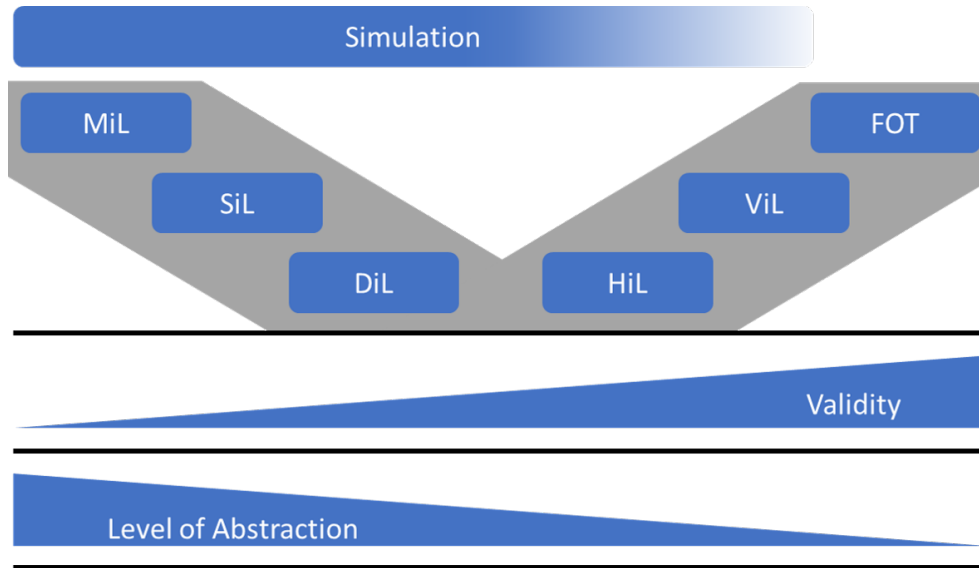 Simulation
MiL
FOT
SiL
ViL
DiL
HiL
Validity
Level of Abstraction